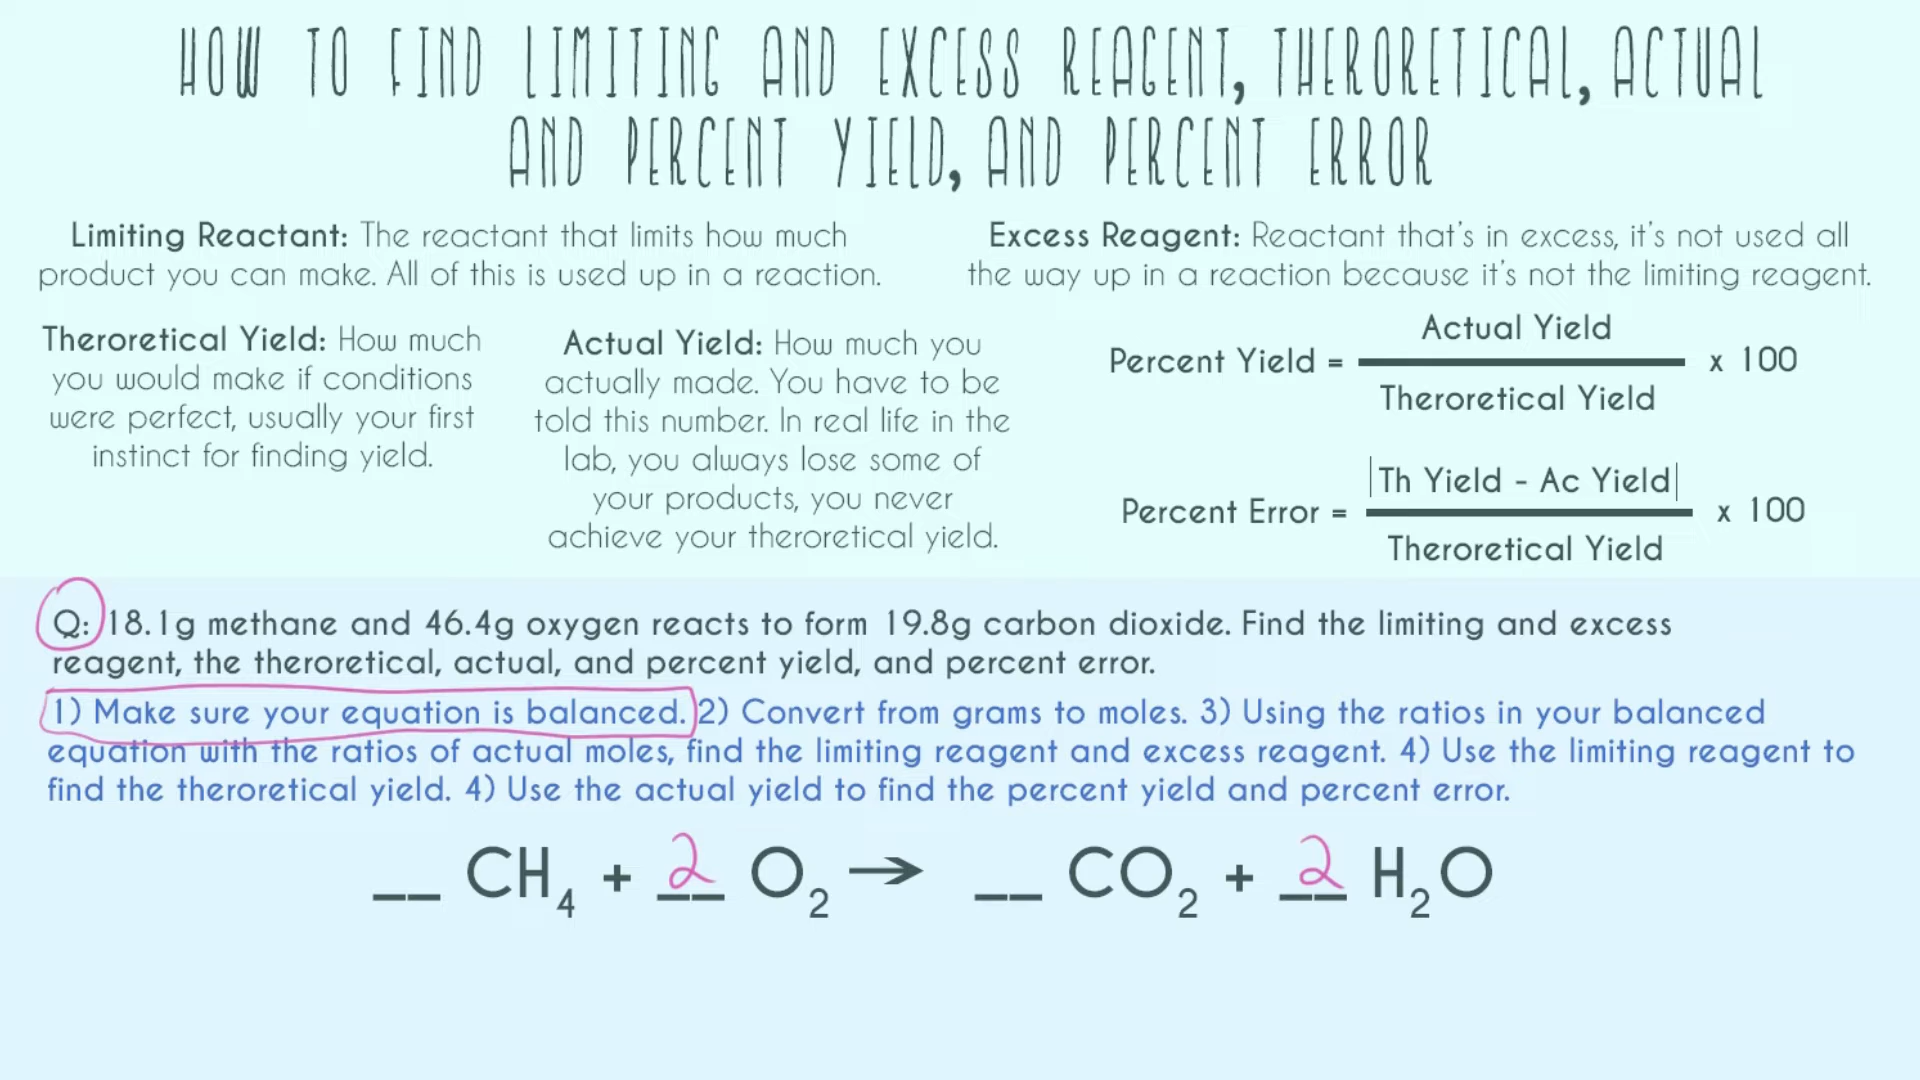 HOW TO FIND LIMITING AND EXCESS REAGENT, THERORETICAL, ACTUAL
AND PERCENT YIELD, AND PERCENT ERROR
Limiting Reactant: The reactant that limits how much
product you can make. All of this is used up in a reaction.
Excess Reagent: Reactant that's in excess, it's not used all
the way up in a reaction because it's not the limiting reagent.
Theroretical Yield: How much
you would make if conditions
were perfect, usually your first
instinct for finding yield.
Actual Yield: How much you
actually made. You have to be
told this number. In real life in the
lab, you always lose some of
your products, you never
achieve your theroretical yield.
Actual Yield
Percent Yield = x 100
Theroretical Yield
|Th Yield - Ac Yield|
Percent Error = x 100
Theroretical Yield
Q: 18.1g methane and 46.4g oxygen reacts to form 19.8g carbon dioxide. Find the limiting and excess
reagent, the theroretical, actual, and percent yield, and percent error.
1) Make sure your equation is balanced. 2) Convert from grams to moles. 3) Using the ratios in your balanced
equation with the ratios of actual moles, find the limiting reagent and excess reagent. 4) Use the limiting reagent to
find the theroretical yield. 4) Use the actual yield to find the percent yield and percent error.
__ CH4 + 2 O2 → __ CO2 + 2 H2O